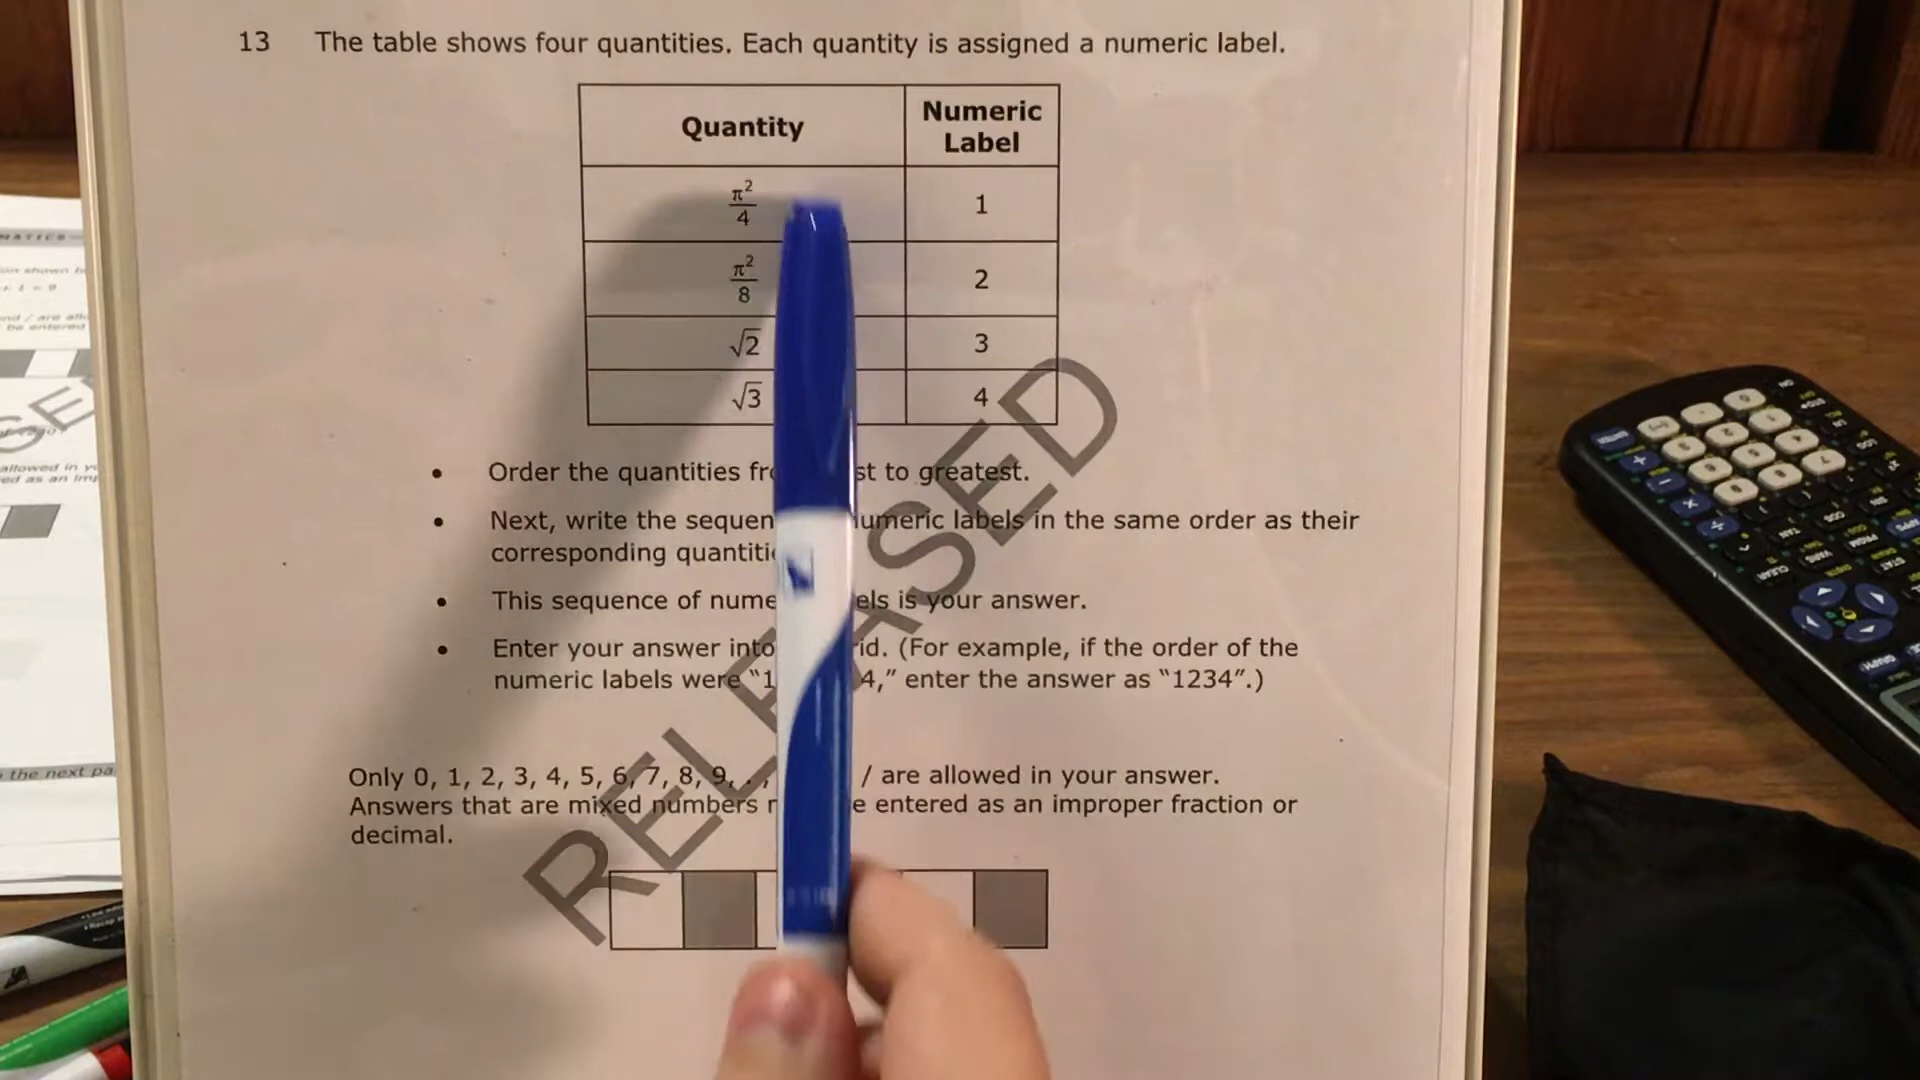 13 The table shows four quantities. Each quantity is assigned a numeric label.
Quantity Numeric Label
π²/4 1
π²/8 2
√2 3
√3 4
• Order the quantities st to greatest.
• Next, write the sequen umeric labels in the same order as their
corresponding quantiti
• This sequence of nume els is your answer.
• Enter your answer into rid. (For example, if the order of the
numeric labels were “1 4,” enter the answer as “1234”.)
Only 0, 1, 2, 3, 4, 5, 6, 7, 8, 9, . , / are allowed in your answer.
Answers that are mixed numbers e entered as an improper fraction or
decimal.
RELEASED
the next pa